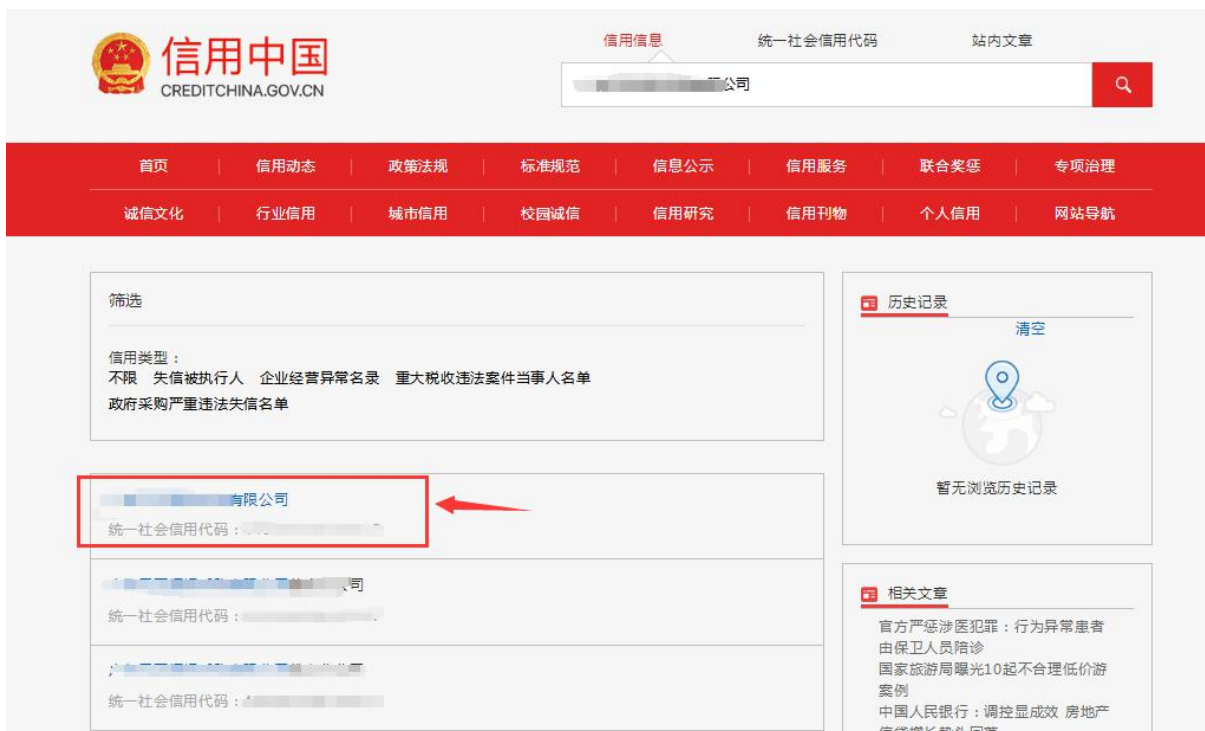 信用中国
CREDITCHINA.GOV.CN
信用信息 统一社会信用代码 站内文章
公司
首页 信用动态 政策法规 标准规范 信息公示 信用服务 联合奖惩 专项治理
诚信文化 行业信用 城市信用 校园诚信 信用研究 信用刊物 个人信用 网站导航
筛选
信用类型：
不限 失信被执行人 企业经营异常名录 重大税收违法案件当事人名单
政府采购严重违法失信名单
有限公司
统一社会信用代码：
司
统一社会信用代码：
统一社会信用代码：
历史记录
清空
暂无浏览历史记录
相关文章
官方严惩涉医犯罪：行为异常患者
由保卫人员陪诊
国家旅游局曝光10起不合理低价游
案例
中国人民银行：调控显成效 房地产